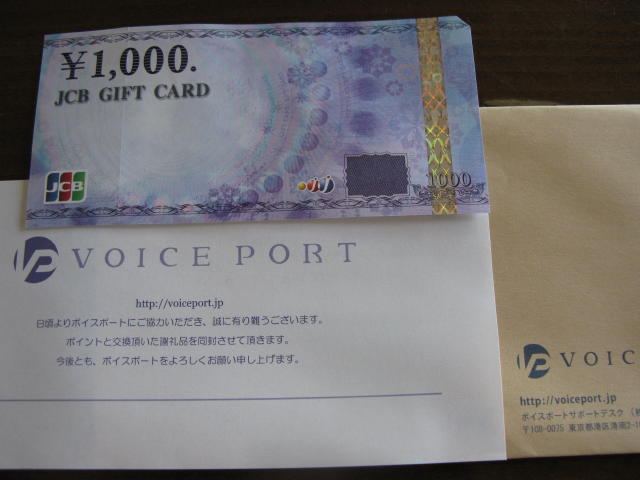 ¥1,000.
JCB GIFT CARD
JCB
1000
VOICE PORT
http://voiceport.jp
日頃よりボイスポートにご協力いただき、誠に有り難うございます。
ポイントと交換頂いた謝礼品を同封させて頂きます。
今後とも、ボイスポートをよろしくお願い申し上げます。
VOICE
http://voiceport.jp
ボイスポートサポートデスク
〒108-0075 東京都港区港南2-1